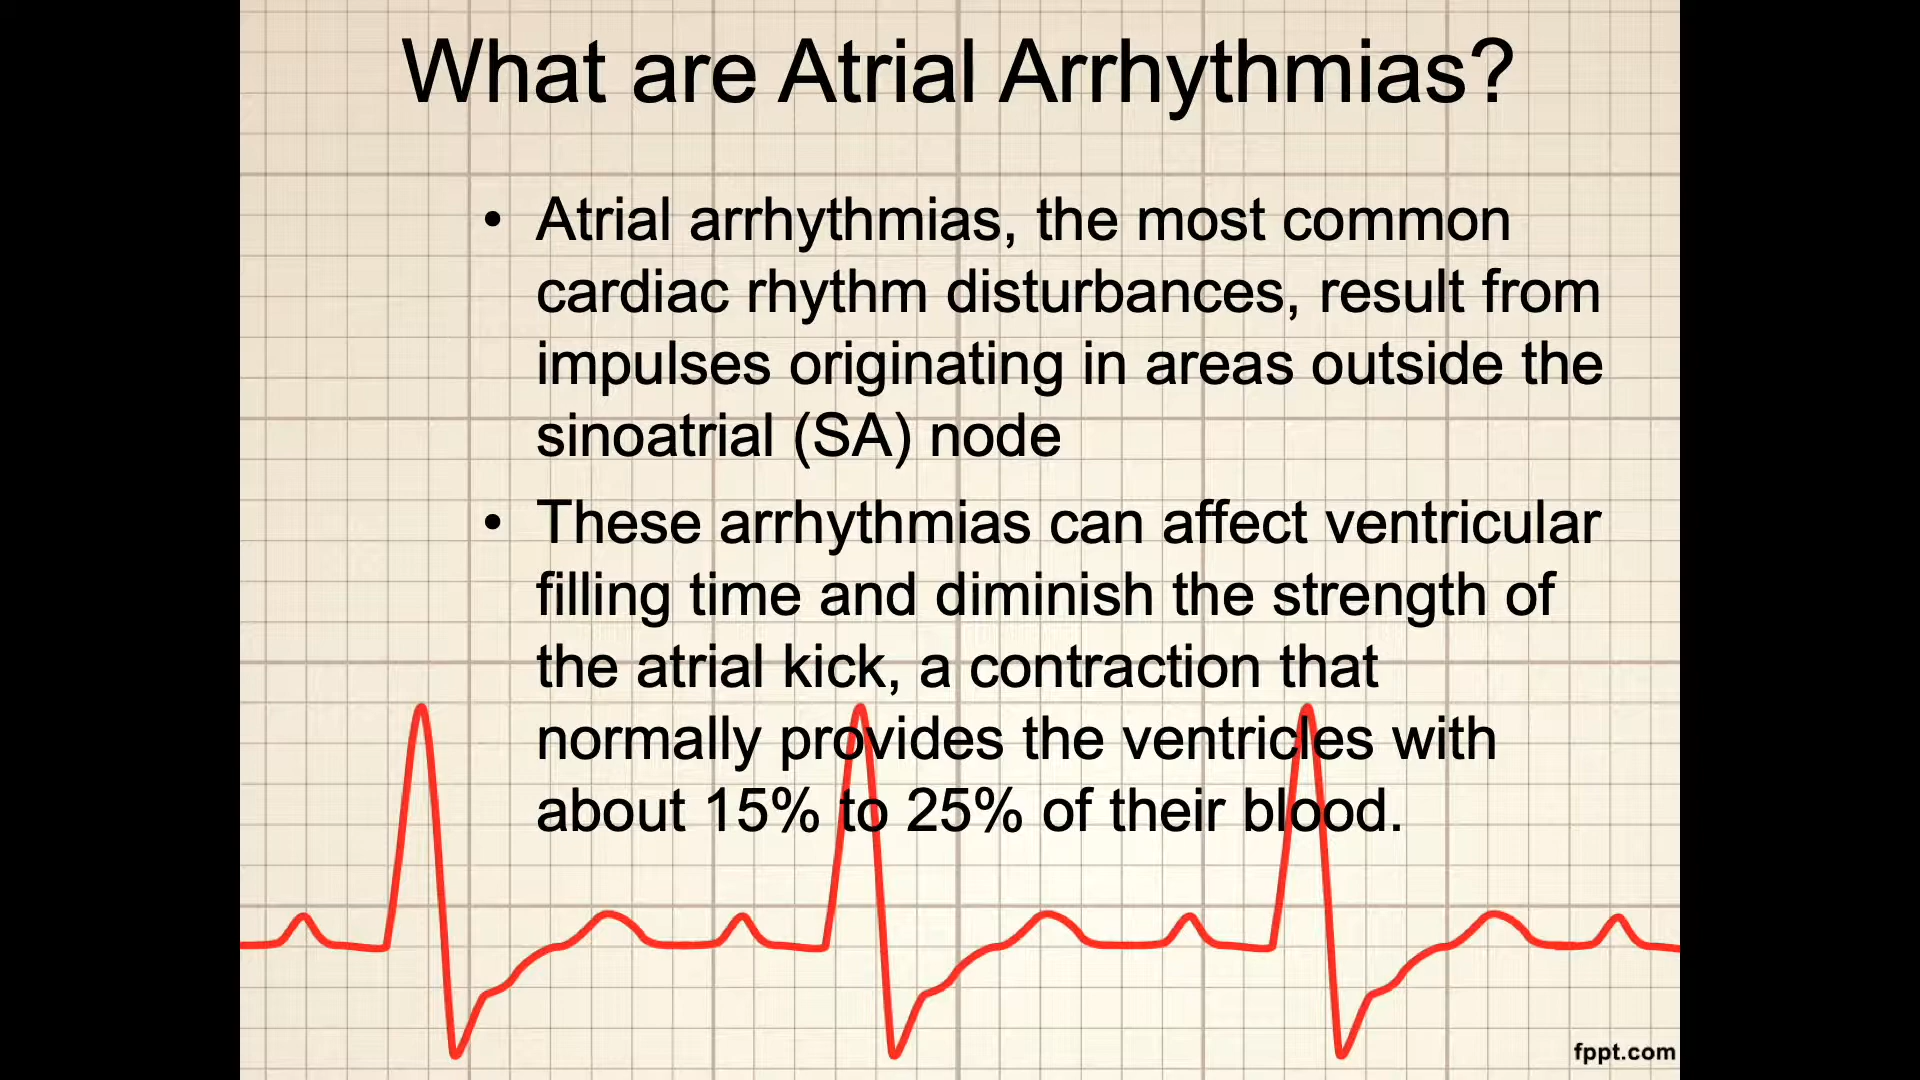 What are Atrial Arrhythmias?
• Atrial arrhythmias, the most common
cardiac rhythm disturbances, result from
impulses originating in areas outside the
sinoatrial (SA) node
• These arrhythmias can affect ventricular
filling time and diminish the strength of
the atrial kick, a contraction that
normally provides the ventricles with
about 15% to 25% of their blood.
fppt.com